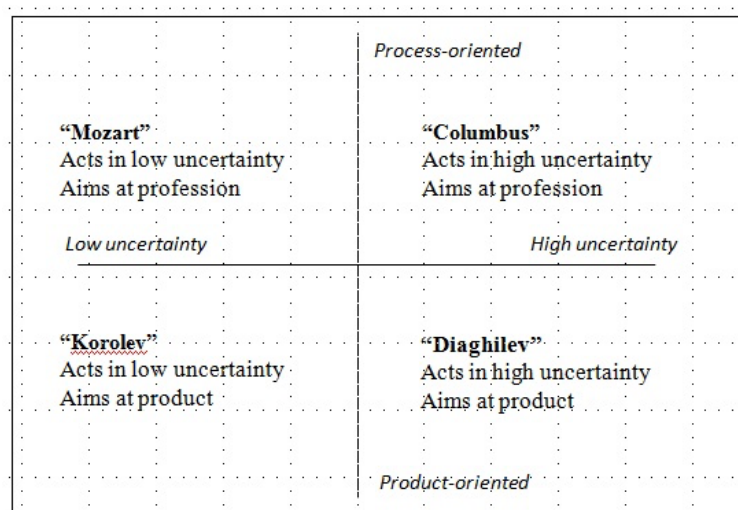 Process-oriented
“Mozart”
Acts in low uncertainty
Aims at profession
“Columbus”
Acts in high uncertainty
Aims at profession
Low uncertainty
High uncertainty
“Korolev”
Acts in low uncertainty
Aims at product
“Diaghilev”
Acts in high uncertainty
Aims at product
Product-oriented